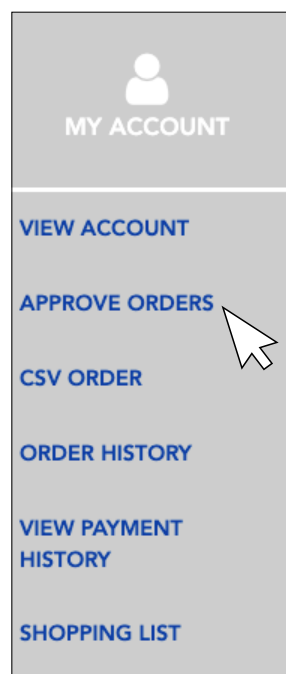 MY ACCOUNT
VIEW ACCOUNT
APPROVE ORDERS
CSV ORDER
ORDER HISTORY
VIEW PAYMENT
HISTORY
SHOPPING LIST